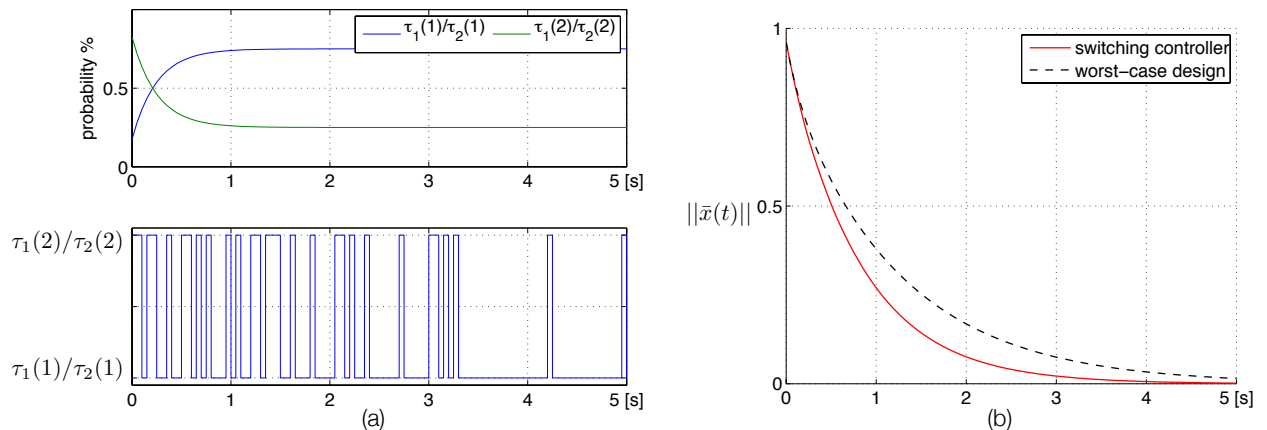 probability %
τ₁(1)/τ₂(1) τ₁(2)/τ₂(2)
0.5
0
0 1 2 3 4 5 [s]
τ₁(2)/τ₂(2)
τ₁(1)/τ₂(1)
0 1 2 3 4 5 [s]
(a)
||x̄(t)||
1
0.5
0
switching controller
worst−case design
0 1 2 3 4 5 [s]
(b)